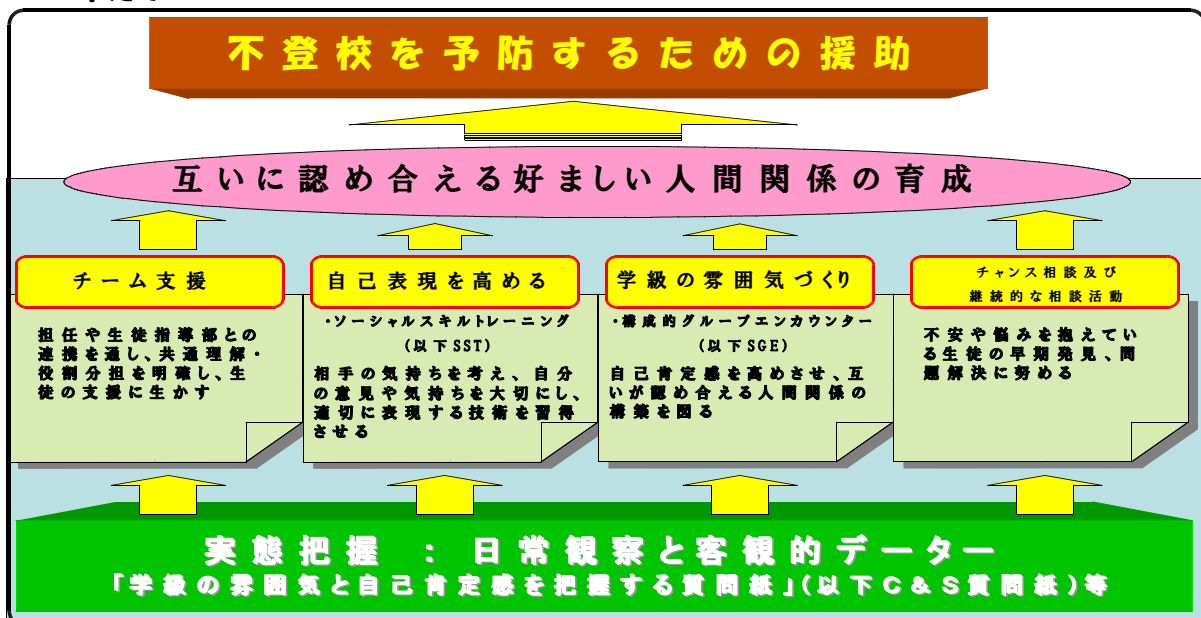 不登校を予防するための援助
互いに認め合える好ましい人間関係の育成
チーム支援
担任や生徒指導部との
連携を通し、共通理解・
役割分担を明確し、生
徒の支援に生かす
自己表現を高める
・ソーシャルスキルトレーニング
(以下SST)
相手の気持ちを考え、自分
の意見や気持ちを大切にし、
適切に表現する技術を習得
させる
学級の雰囲気づくり
・構成的グループエンカウンター
(以下SGE)
自己肯定感を高めさせ、互
いが認め合える人間関係の
構築を図る
チャンス相談及び
継続的な相談活動
不安や悩みを抱えてい
る生徒の早期発見、問
題解決に努める
実態把握 : 日常観察と客観的データー
「学級の雰囲気と自己肯定感を把握する質問紙」(以下C&S質問紙)等